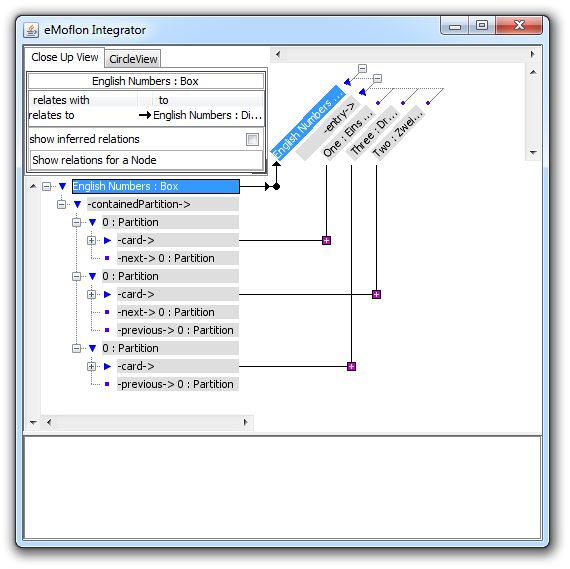 eMoflon Integrator
Close Up View
CircleView
English Numbers : Box
relates with to
relates to English Numbers : Di...
show inferred relations
Show relations for a Node
English Numbers ...
-entry->
One : Eins ...
Three : Dr...
Two : Zwei...
English Numbers : Box
-containedPartition->
0 : Partition
-card->
-next-> 0 : Partition
0 : Partition
-card->
-next-> 0 : Partition
-previous-> 0 : Partition
0 : Partition
-card->
-previous-> 0 : Partition